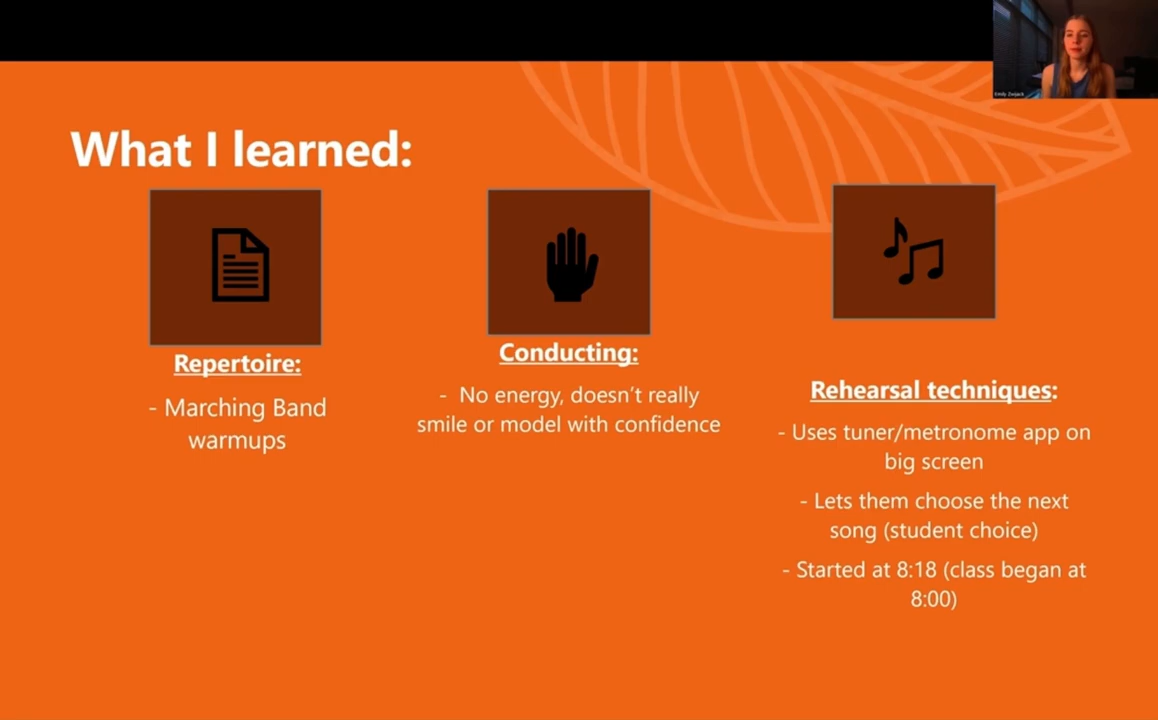 Emily Zwijack
What I learned:
Repertoire:
- Marching Band
warmups
Conducting:
- No energy, doesn’t really
smile or model with confidence
Rehearsal techniques:
- Uses tuner/metronome app on
big screen
- Lets them choose the next
song (student choice)
- Started at 8:18 (class began at
8:00)